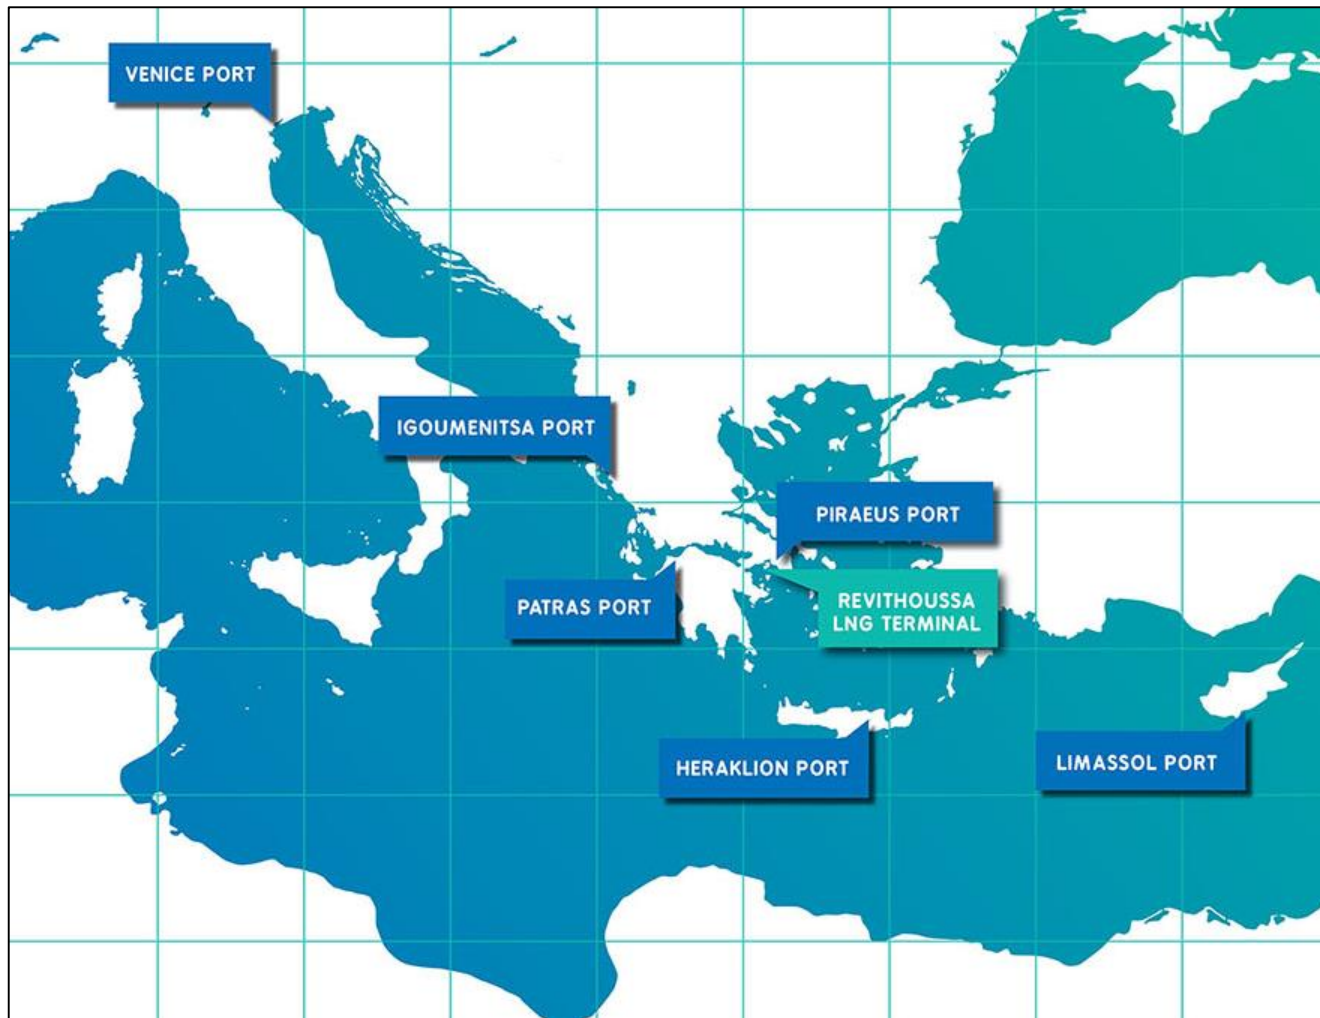 VENICE PORT
IGOUMENITSA PORT
PIRAEUS PORT
REVITHOUSSA
LNG TERMINAL
PATRAS PORT
HERAKLION PORT
LIMASSOL PORT